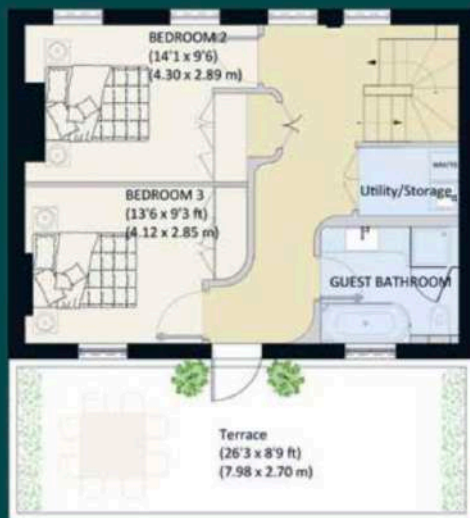 BEDROOM 2
(14'1 x 9'6)
(4.30 x 2.89 m)
BEDROOM 3
(13'6 x 9'3 ft)
(4.12 x 2.85 m)
Utility/Storage
GUEST BATHROOM
Terrace
(26'3 x 8'9 ft)
(7.98 x 2.70 m)